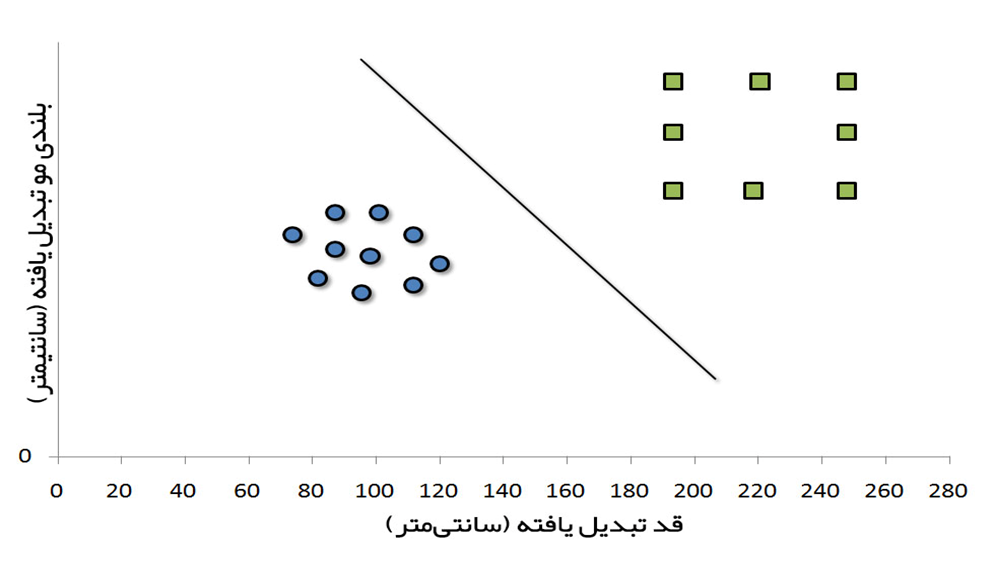 بلندی مو تبدیل یافته (سانتیمتر)
0
0 20 40 60 80 100 120 140 160 180 200 220 240 260 280
قد تبدیل یافته (سانتی‌متر)